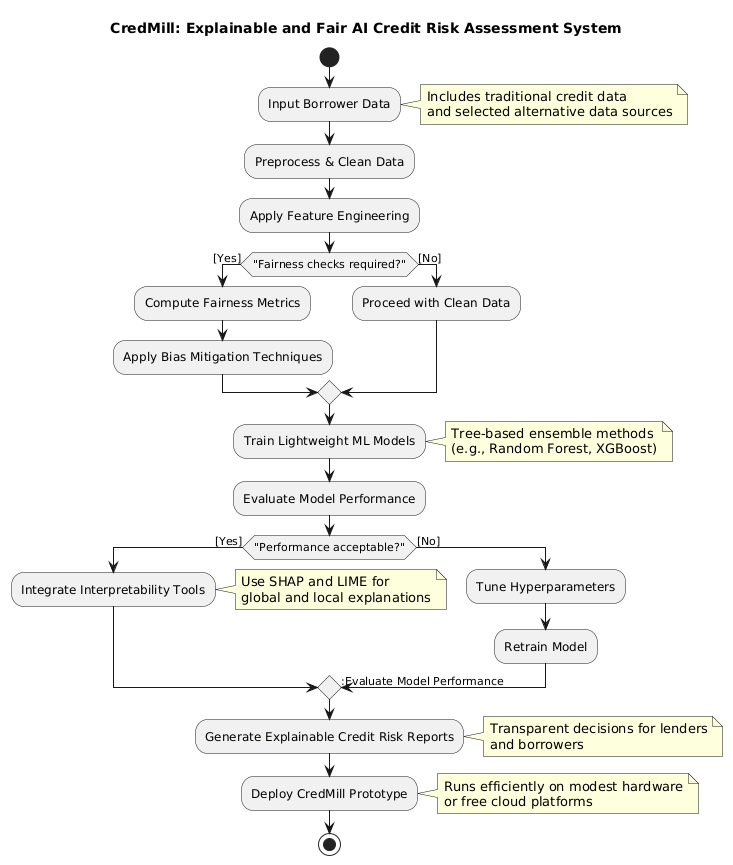 CredMill: Explainable and Fair AI Credit Risk Assessment System
Input Borrower Data
Includes traditional credit data
and selected alternative data sources
Preprocess & Clean Data
Apply Feature Engineering
[Yes]
"Fairness checks required?"
[No]
Compute Fairness Metrics
Proceed with Clean Data
Apply Bias Mitigation Techniques
Train Lightweight ML Models
Tree-based ensemble methods
(e.g., Random Forest, XGBoost)
Evaluate Model Performance
[Yes]
"Performance acceptable?"
[No]
Integrate Interpretability Tools
Use SHAP and LIME for
global and local explanations
Tune Hyperparameters
Retrain Model
:Evaluate Model Performance
Generate Explainable Credit Risk Reports
Transparent decisions for lenders
and borrowers
Deploy CredMill Prototype
Runs efficiently on modest hardware
or free cloud platforms